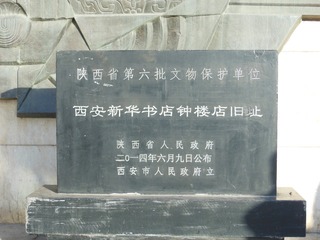 陕西省第六批文物保护单位
西安新华书店钟楼店旧址
陕西省人民政府
二〇一四年六月九日公布
西安市人民政府立